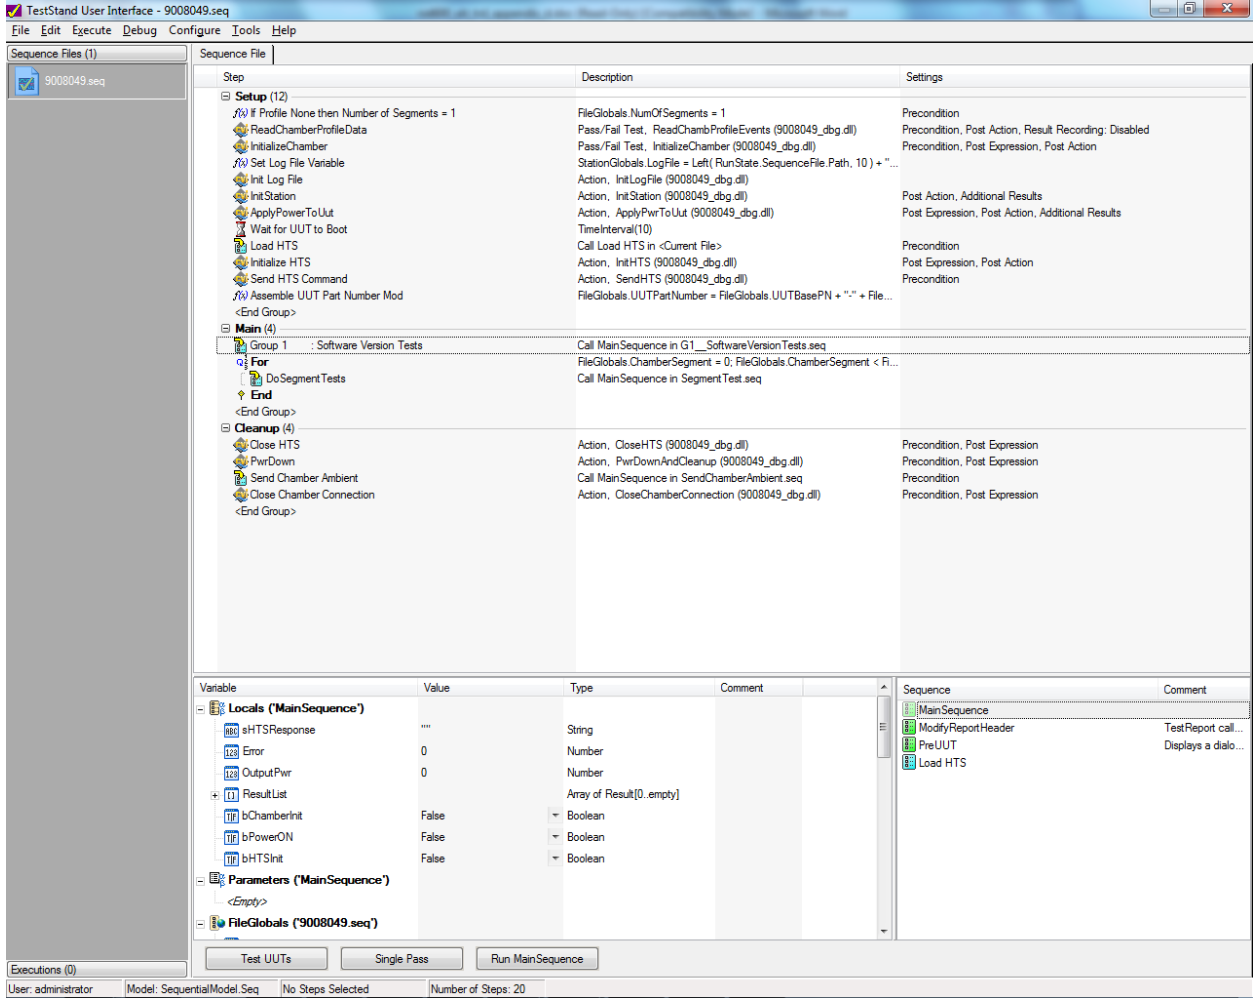 TestStand User Interface - 9008049.seq
File Edit Execute Debug Configure Tools Help
Sequence Files (1)
9008049.seq
Sequence File
Step Description Settings
Setup (12)
f(x) If Profile None then Number of Segments = 1 FileGlobals.NumOfSegments = 1 Precondition
ReadChamberProfileData Pass/Fail Test, ReadChambProfileEvents (9008049_dbg.dll) Precondition, Post Action, Result Recording: Disabled
InitializeChamber Pass/Fail Test, InitializeChamber (9008049_dbg.dll) Precondition, Post Expression, Post Action
f(x) Set Log File Variable StationGlobals.LogFile = Left( RunState.SequenceFile.Path, 10 ) + "...
Init Log File Action, InitLogFile (9008049_dbg.dll)
InitStation Action, InitStation (9008049_dbg.dll) Post Action, Additional Results
ApplyPowerToUut Action, ApplyPwrToUut (9008049_dbg.dll) Post Expression, Post Action, Additional Results
Wait for UUT to Boot TimeInterval(10)
Load HTS Call Load HTS in <Current File> Precondition
Initialize HTS Action, InitHTS (9008049_dbg.dll) Post Expression, Post Action
Send HTS Command Action, SendHTS (9008049_dbg.dll) Precondition
f(x) Assemble UUT Part Number Mod FileGlobals.UUTPartNumber = FileGlobals.UUTBasePN + "-" + File...
<End Group>
Main (4)
Group 1 : Software Version Tests Call MainSequence in G1__SoftwareVersionTests.seq
For FileGlobals.ChamberSegment = 0; FileGlobals.ChamberSegment < Fi...
DoSegmentTests Call MainSequence in SegmentTest.seq
End
<End Group>
Cleanup (4)
Close HTS Action, CloseHTS (9008049_dbg.dll) Precondition, Post Expression
PwrDown Action, PwrDownAndCleanup (9008049_dbg.dll) Precondition, Post Expression
Send Chamber Ambient Call MainSequence in SendChamberAmbient.seq Precondition
Close Chamber Connection Action, CloseChamberConnection (9008049_dbg.dll) Precondition, Post Expression
<End Group>
Variable Value Type Comment
Locals ('MainSequence')
ABC sHTSResponse "" String
123 Error 0 Number
123 OutputPwr 0 Number
[ ] ResultList Array of Result[0..empty]
T|F bChamberInit False Boolean
T|F bPowerON False Boolean
T|F bHTSInit False Boolean
Parameters ('MainSequence')
<Empty>
FileGlobals ('9008049.seq')
Sequence Comment
MainSequence
ModifyReportHeader TestReport call...
PreUUT Displays a dialo...
Load HTS
Test UUTs Single Pass Run MainSequence
Executions (0)
User: administrator Model: SequentialModel.Seq No Steps Selected Number of Steps: 20